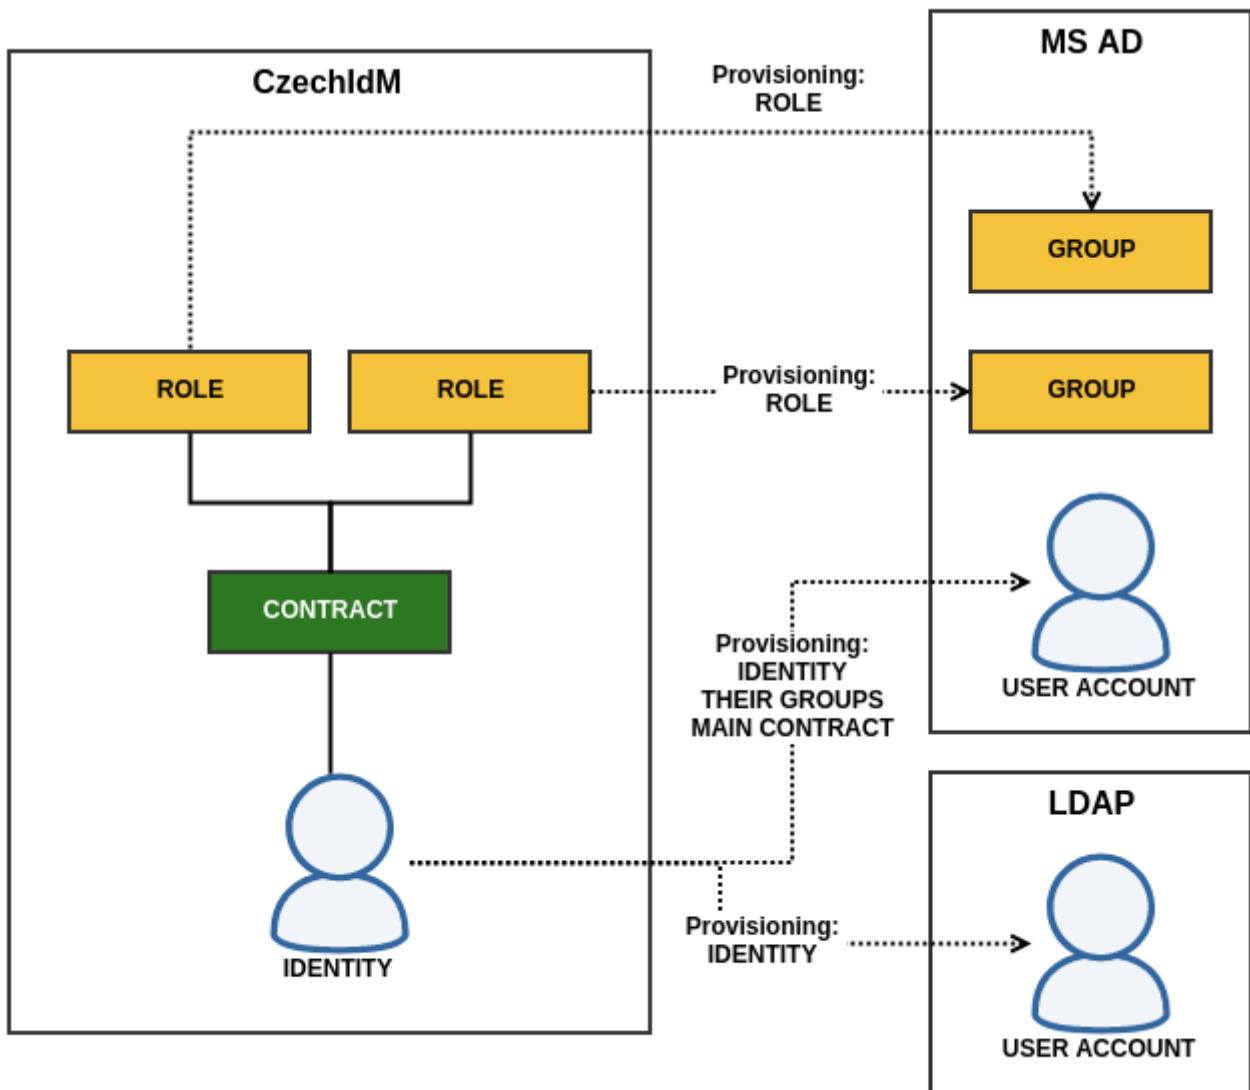 CzechIdM
MS AD
Provisioning:
ROLE
GROUP
ROLE
ROLE
Provisioning:
ROLE
GROUP
CONTRACT
Provisioning:
IDENTITY
THEIR GROUPS
MAIN CONTRACT
USER ACCOUNT
LDAP
Provisioning:
IDENTITY
IDENTITY
USER ACCOUNT